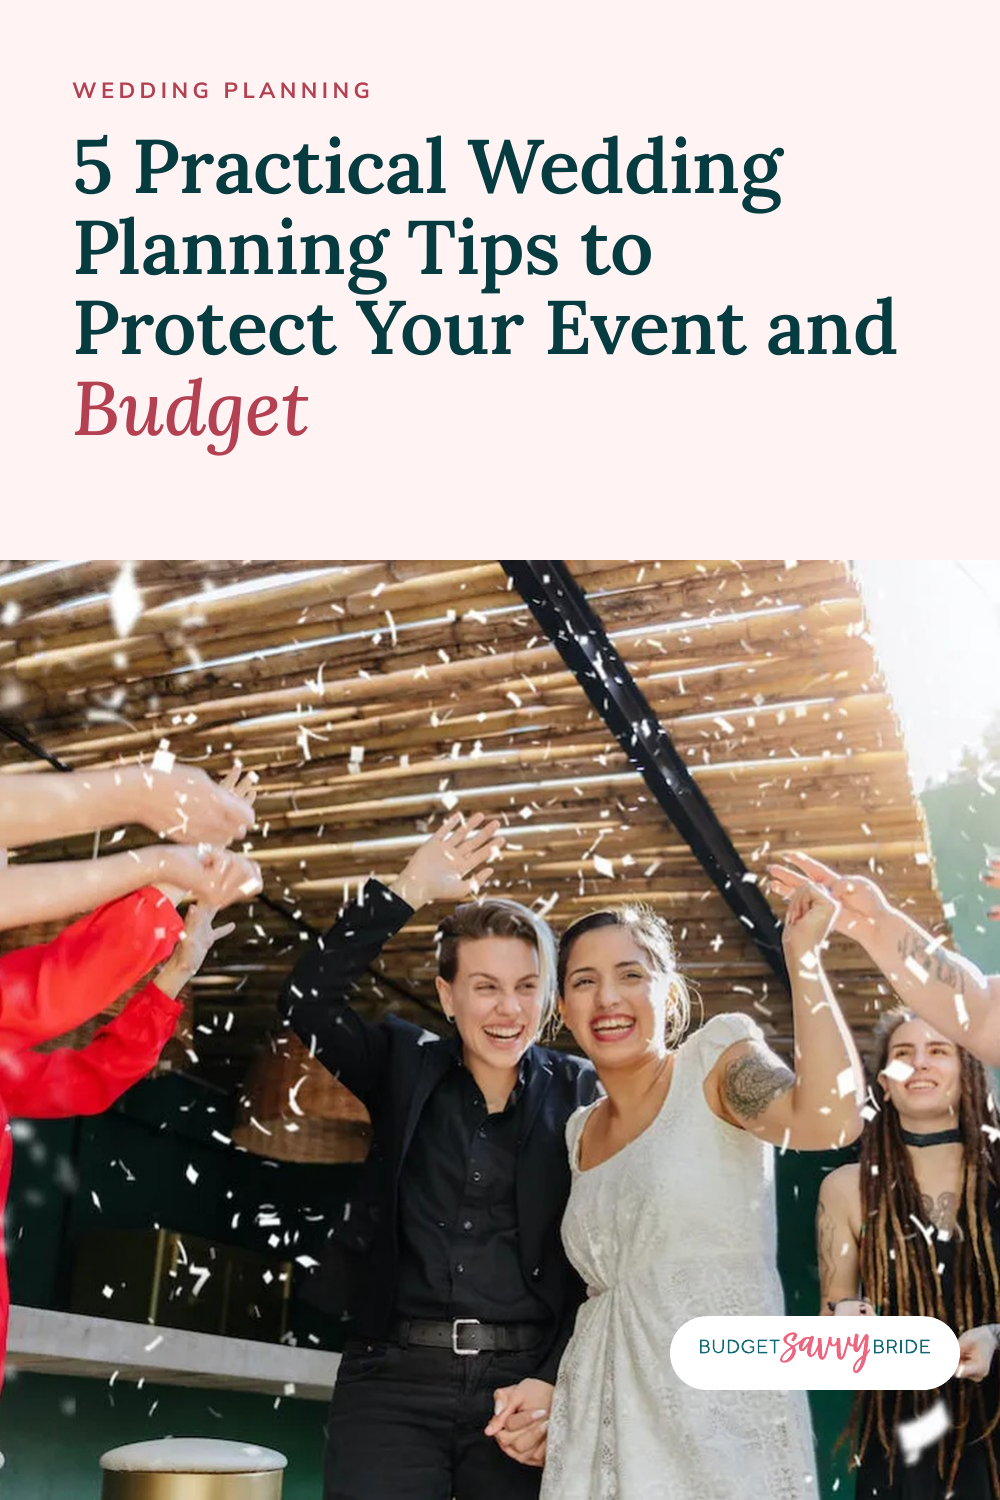 WEDDING PLANNING
5 Practical Wedding
Planning Tips to
Protect Your Event and
Budget
BUDGET savvy BRIDE